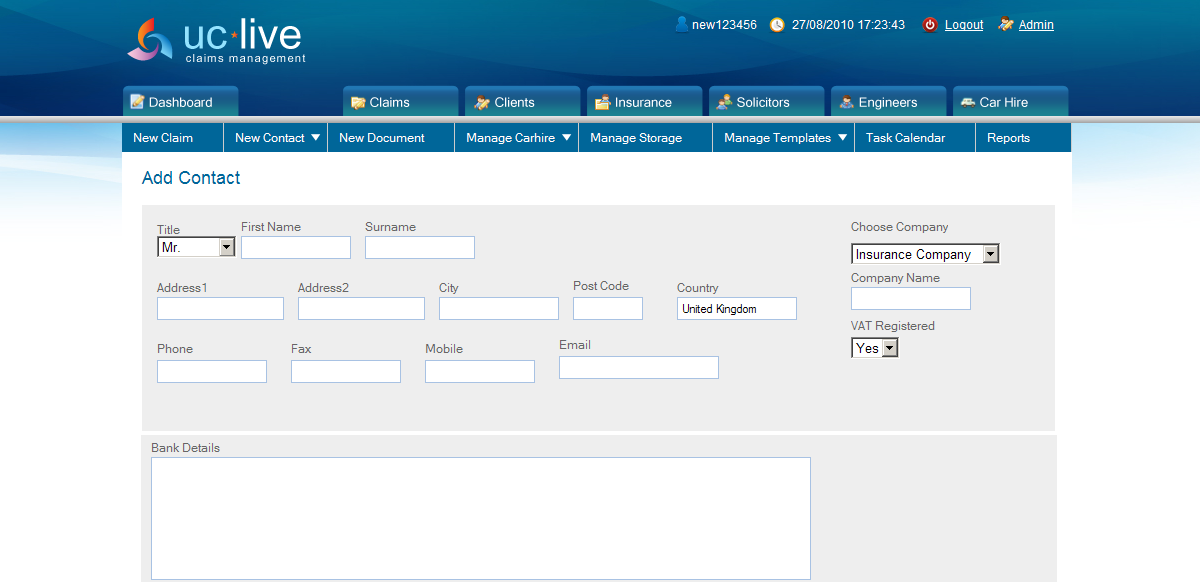 uc live
claims management
new123456 27/08/2010 17:23:43 Logout Admin
Dashboard Claims Clients Insurance Solicitors Engineers Car Hire
New Claim New Contact New Document Manage Carhire Manage Storage Manage Templates Task Calendar Reports
Add Contact
Title First Name Surname Choose Company
Mr. Insurance Company
Address1 Address2 City Post Code Country Company Name
United Kingdom
VAT Registered
Phone Fax Mobile Email Yes
Bank Details